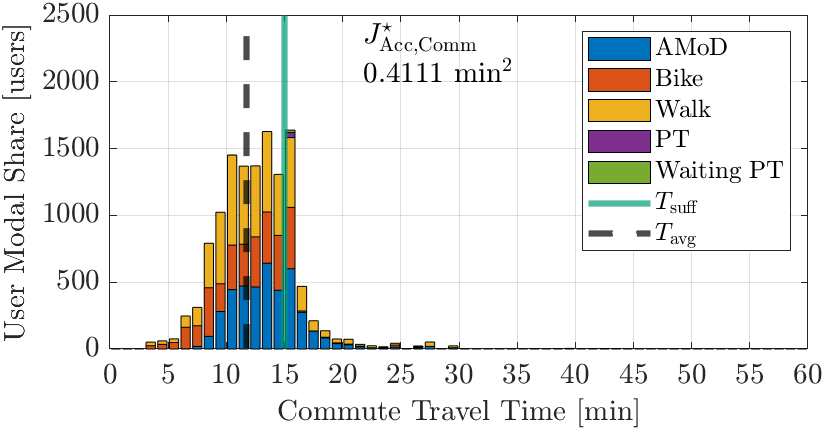 2500
2000
1500
1000
500
0
User Modal Share [users]
J⋆Acc,Comm
0.4111 min²
AMoD
Bike
Walk
PT
Waiting PT
Tsuff
Tavg
0 5 10 15 20 25 30 35 40 45 50 55 60
Commute Travel Time [min]